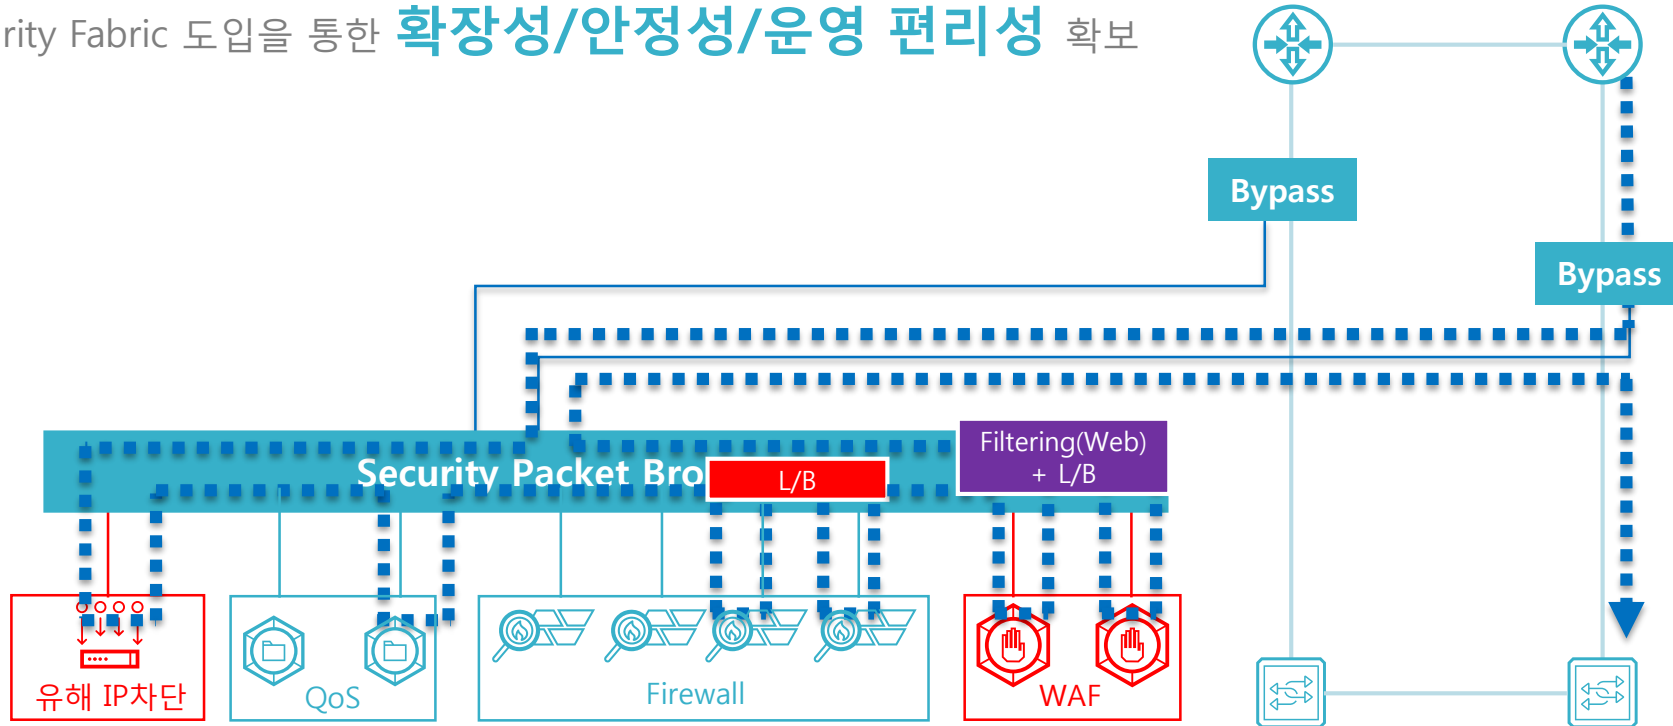 rity Fabric 도입을 통한 확장성/안정성/운영 편리성 확보
Bypass
Bypass
Security Packet Bro
L/B
Filtering(Web)
+ L/B
유해 IP차단
QoS
Firewall
WAF